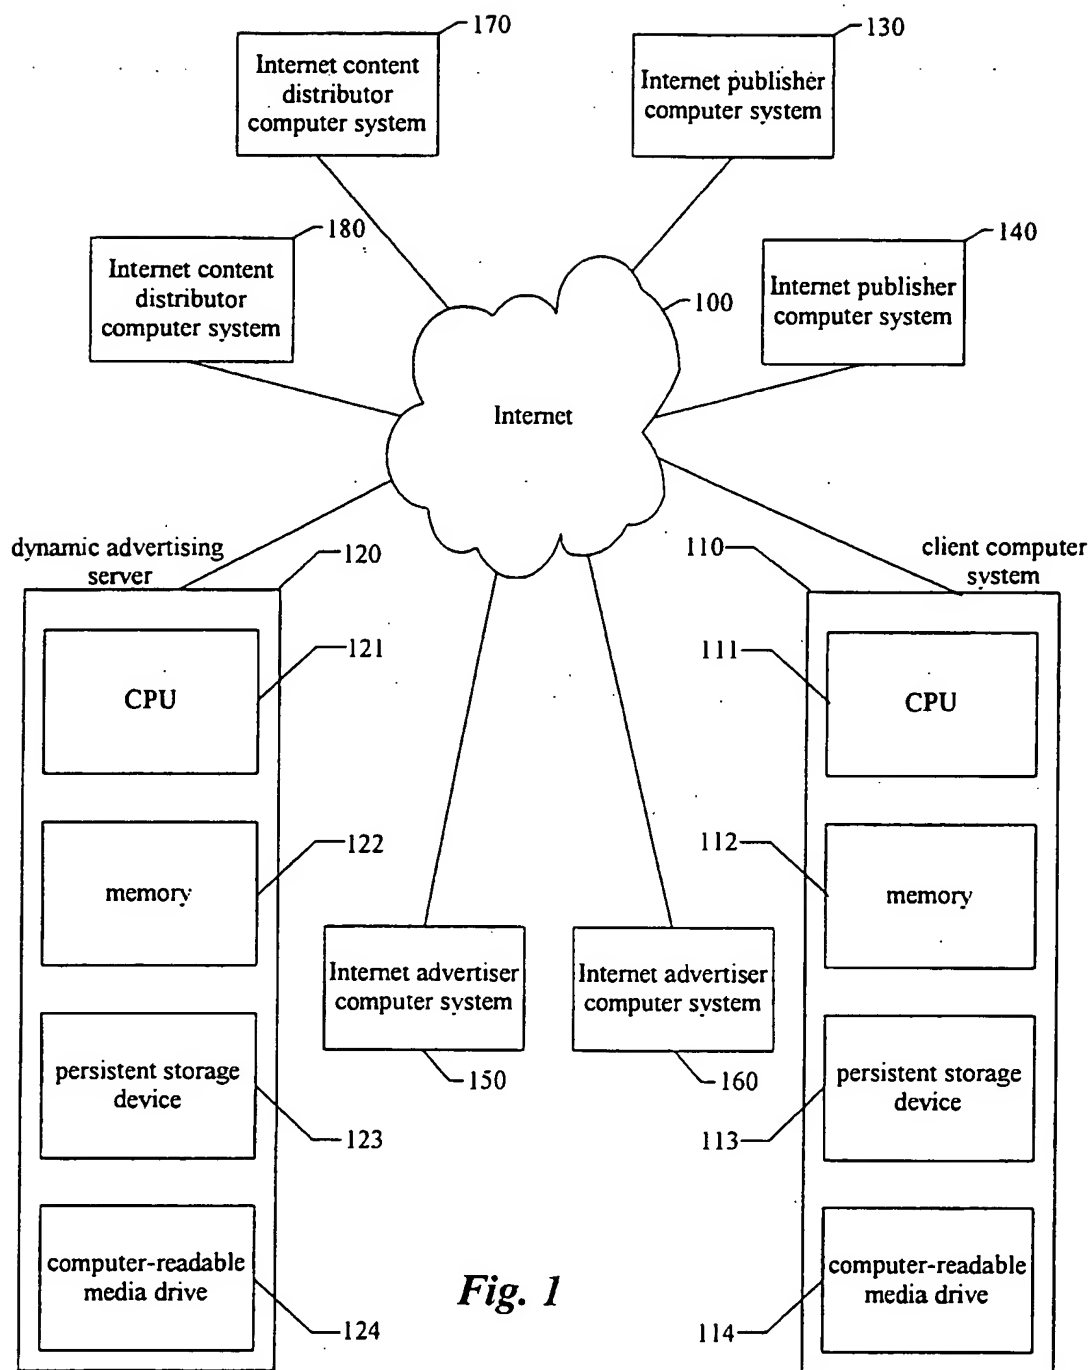 170
Internet content
distributor
computer system
130
Internet publisher
computer system
180
Internet content
distributor
computer system
140
Internet publisher
computer system
100
Internet
dynamic advertising
server
120
110
client computer
system
CPU
121
111
CPU
memory
122
112
memory
Internet advertiser
computer system
150
Internet advertiser
computer system
160
persistent storage
device
123
113
persistent storage
device
computer-readable
media drive
124
Fig. 1
114
computer-readable
media drive